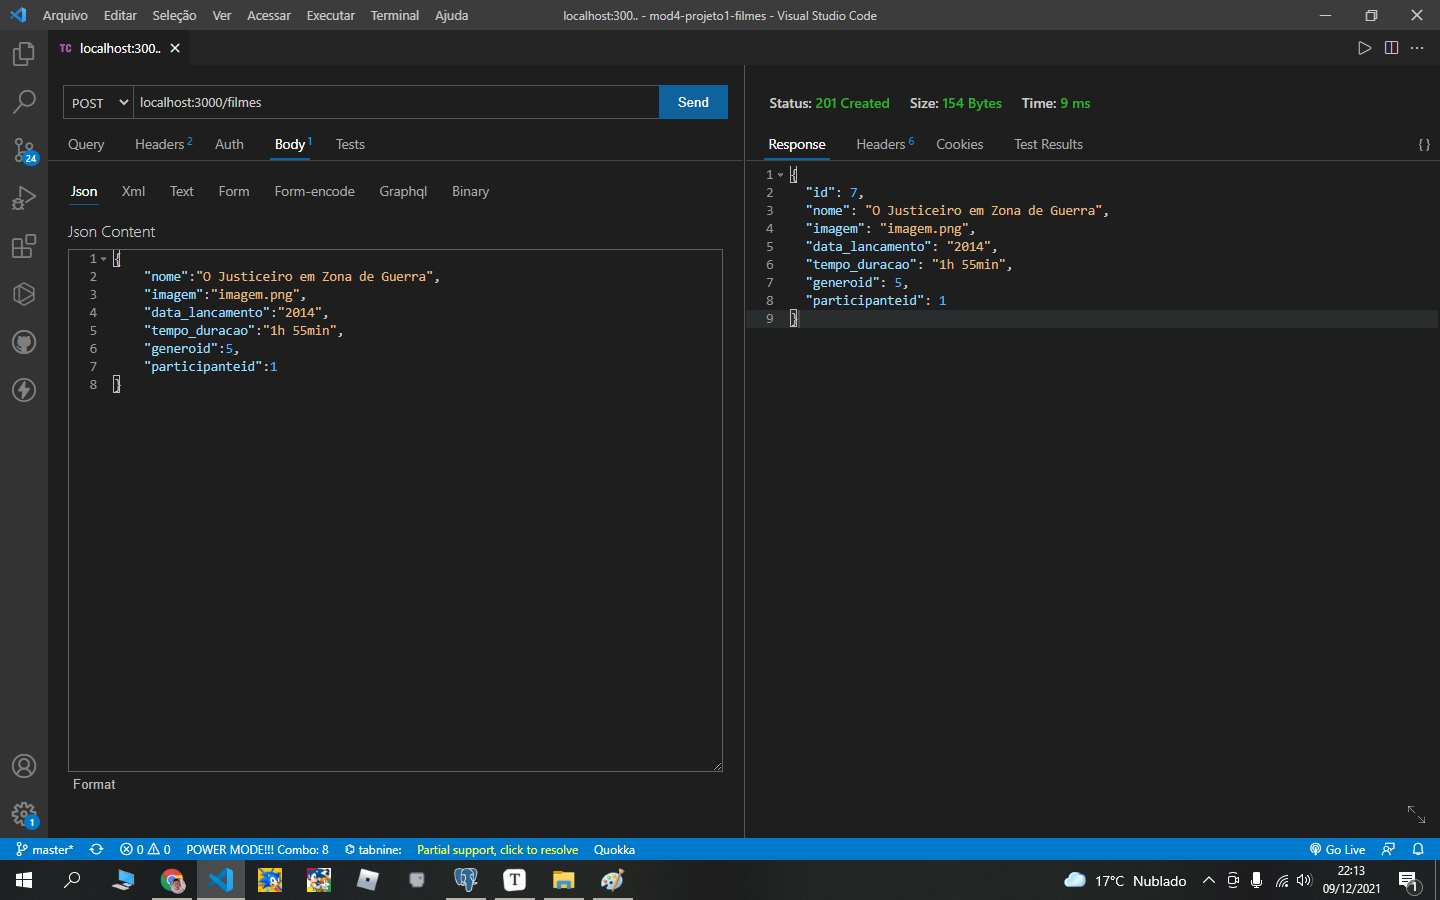 Arquivo Editar Seleção Ver Acessar Executar Terminal Ajuda
localhost:300.. - mod4-projeto1-filmes - Visual Studio Code
TC localhost:300..
POST localhost:3000/filmes Send
Query Headers 2 Auth Body 1 Tests
Json Xml Text Form Form-encode Graphql Binary
Json Content
1 {
2 "nome":"O Justiceiro em Zona de Guerra",
3 "imagem":"imagem.png",
4 "data_lancamento":"2014",
5 "tempo_duracao":"1h 55min",
6 "generoid":5,
7 "participanteid":1
8 }
Format
Status: 201 Created Size: 154 Bytes Time: 9 ms
Response Headers 6 Cookies Test Results { }
1 {
2 "id": 7,
3 "nome": "O Justiceiro em Zona de Guerra",
4 "imagem": "imagem.png",
5 "data_lancamento": "2014",
6 "tempo_duracao": "1h 55min",
7 "generoid": 5,
8 "participanteid": 1
9 }
24
1
master* 0 0 POWER MODE!!! Combo: 8 tabnine: Partial support, click to resolve Quokka Go Live
T 17°C Nublado 22:13
09/12/2021 1